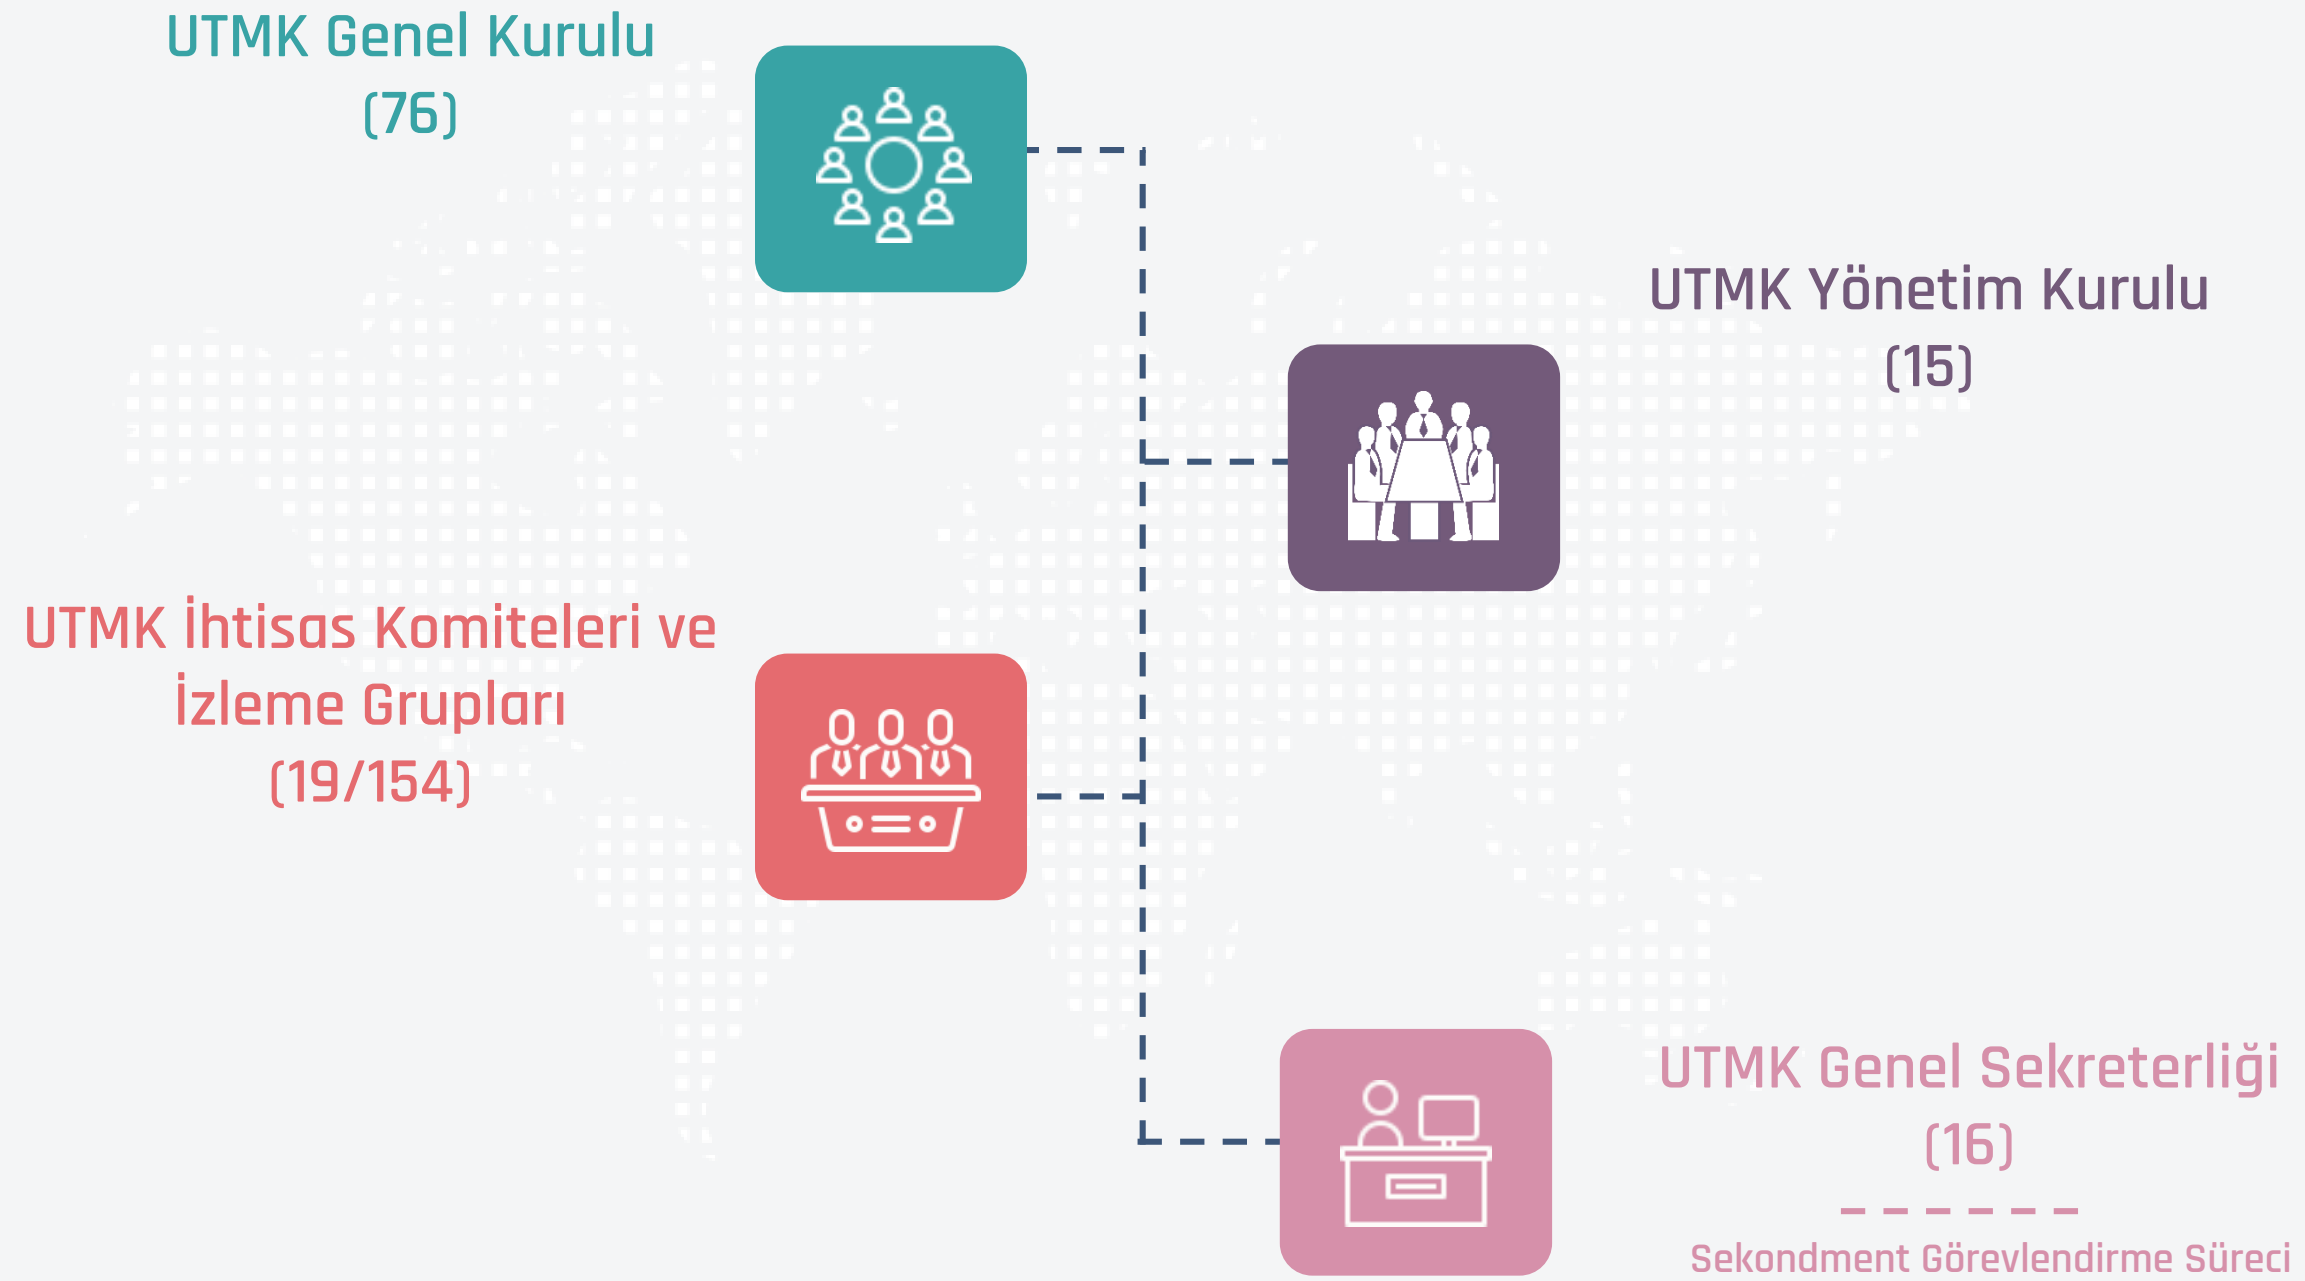 UTMK Genel Kurulu
(76)
UTMK Yönetim Kurulu
(15)
UTMK İhtisas Komiteleri ve
İzleme Grupları
(19/154)
UTMK Genel Sekreterliği
(16)
Sekondment Görevlendirme Süreci